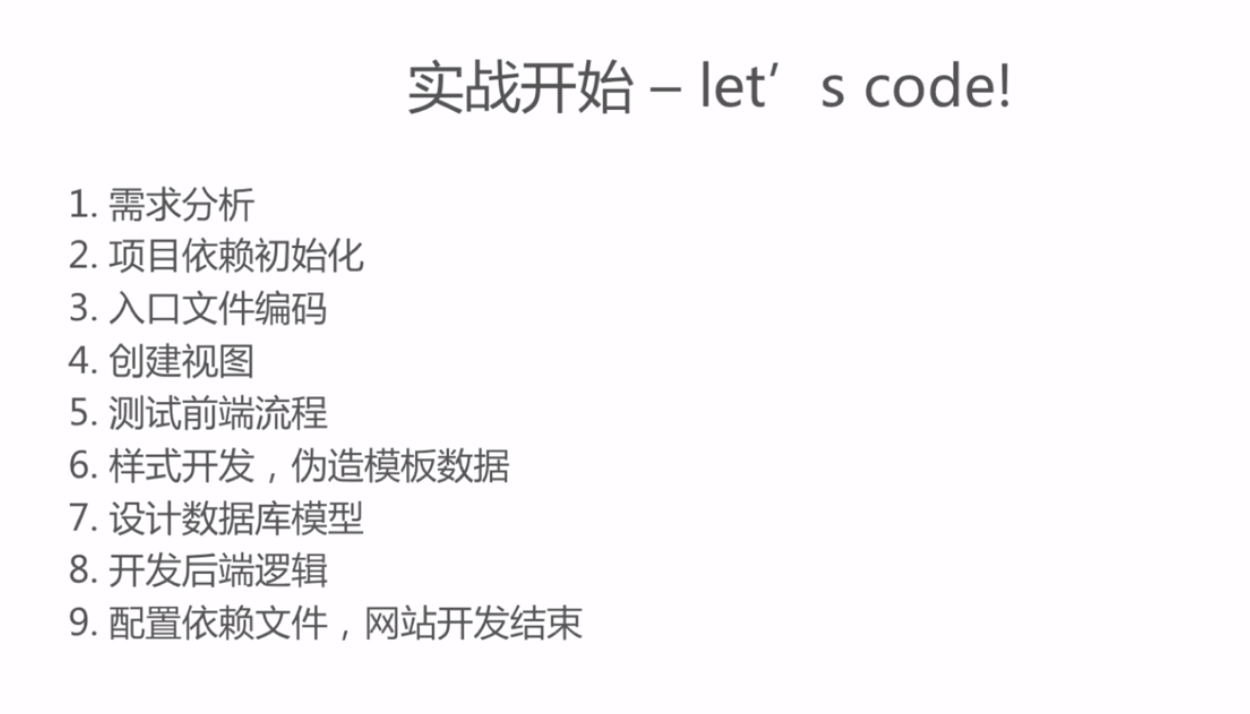 实战开始 – let’s code!
1. 需求分析
2. 项目依赖初始化
3. 入口文件编码
4. 创建视图
5. 测试前端流程
6. 样式开发，伪造模板数据
7. 设计数据库模型
8. 开发后端逻辑
9. 配置依赖文件，网站开发结束